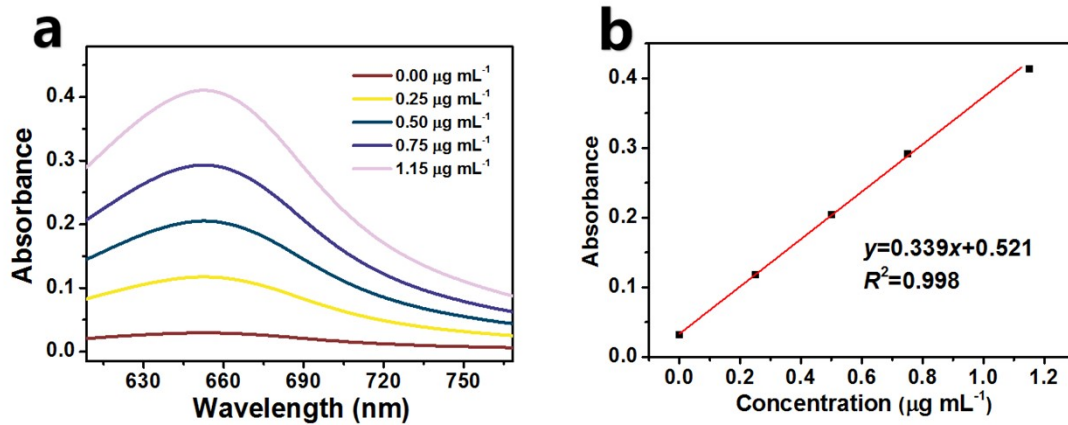 a
Absorbance
0.4
0.3
0.2
0.1
0.0
0.00 μg mL⁻¹
0.25 μg mL⁻¹
0.50 μg mL⁻¹
0.75 μg mL⁻¹
1.15 μg mL⁻¹
630 660 690 720 750
Wavelength (nm)
b
Absorbance
0.4
0.3
0.2
0.1
0.0
y=0.339x+0.521
R²=0.998
0.0 0.2 0.4 0.6 0.8 1.0 1.2
Concentration (μg mL⁻¹)